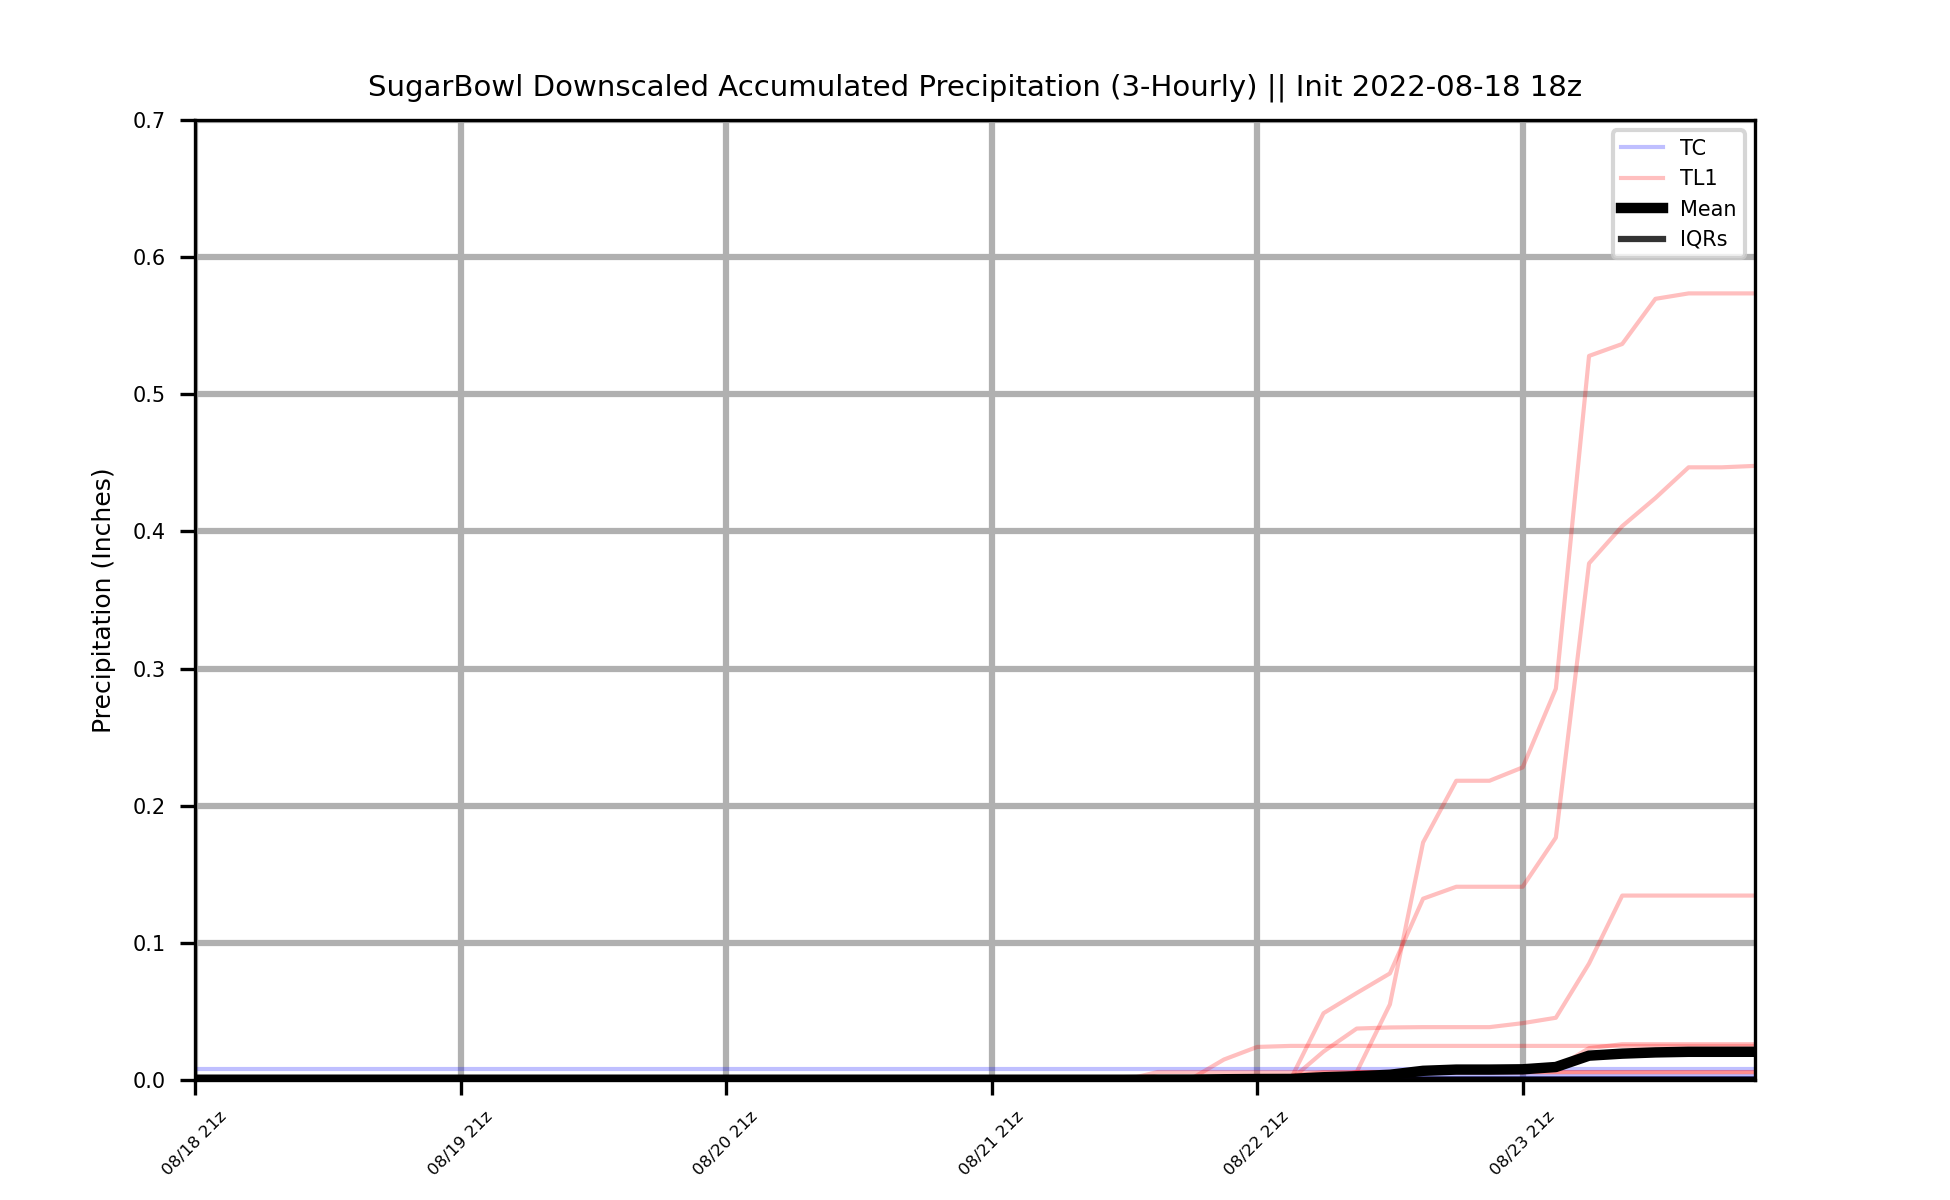 SugarBowl Downscaled Accumulated Precipitation (3-Hourly) || Init 2022-08-18 18z
Precipitation (Inches)
0.7
0.6
0.5
0.4
0.3
0.2
0.1
0.0
TC
TL1
Mean
IQRs
08/18 21z
08/19 21z
08/20 21z
08/21 21z
08/22 21z
08/23 21z